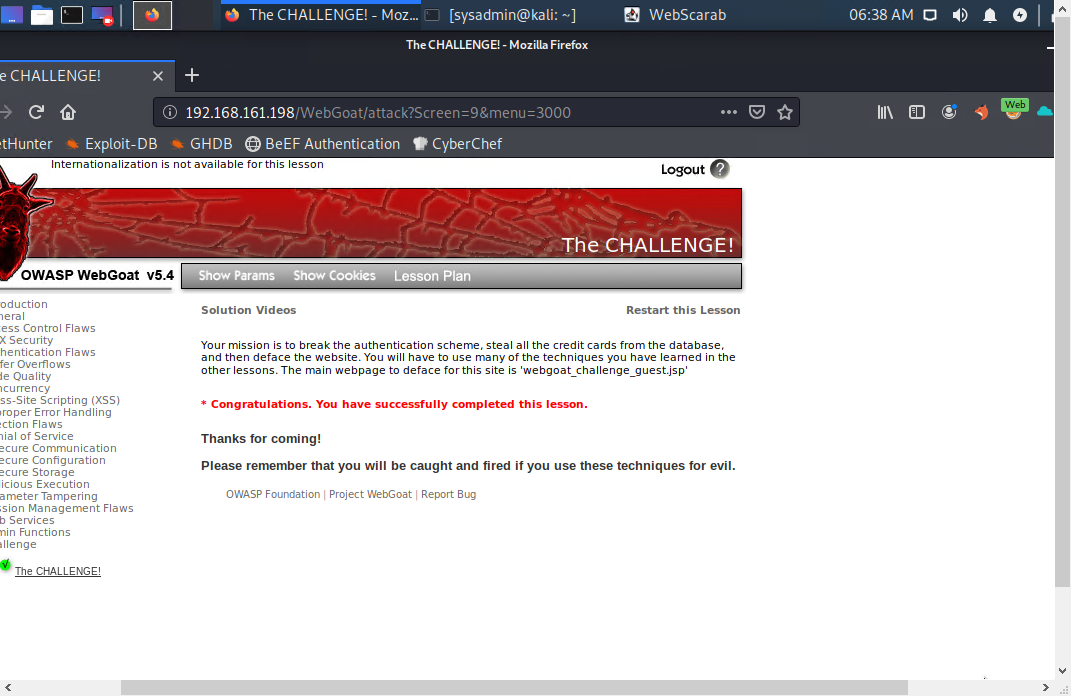 The CHALLENGE! - Moz... [sysadmin@kali: ~] WebScarab 06:38 AM
The CHALLENGE! - Mozilla Firefox
e CHALLENGE!
192.168.161.198/WebGoat/attack?Screen=9&menu=3000
Web
etHunter Exploit-DB GHDB BeEF Authentication CyberChef
Internationalization is not available for this lesson
Logout ?
The CHALLENGE!
OWASP WebGoat v5.4
Show Params Show Cookies Lesson Plan
Solution Videos Restart this Lesson
Your mission is to break the authentication scheme, steal all the credit cards from the database,
and then deface the website. You will have to use many of the techniques you have learned in the
other lessons. The main webpage to deface for this site is 'webgoat_challenge_guest.jsp'
* Congratulations. You have successfully completed this lesson.
Thanks for coming!
Please remember that you will be caught and fired if you use these techniques for evil.
OWASP Foundation | Project WebGoat | Report Bug
oduction
neral
cess Control Flaws
X Security
hentication Flaws
fer Overflows
de Quality
ncurrency
ss-Site Scripting (XSS)
proper Error Handling
ection Flaws
nial of Service
ecure Communication
ecure Configuration
ecure Storage
licious Execution
ameter Tampering
ssion Management Flaws
b Services
min Functions
allenge
The CHALLENGE!